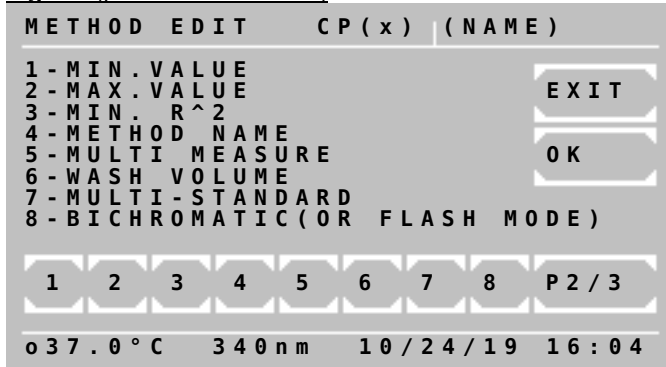 METHOD EDIT CP(x) (NAME)
1-MIN.VALUE
2-MAX.VALUE
EXIT
3-MIN. R^2
4-METHOD NAME
5-MULTI MEASURE
OK
6-WASH VOLUME
7-MULTI-STANDARD
8-BICHROMATIC(OR FLASH MODE)
1 2 3 4 5 6 7 8 P2/3
o37.0°C 340nm 10/24/19 16:04